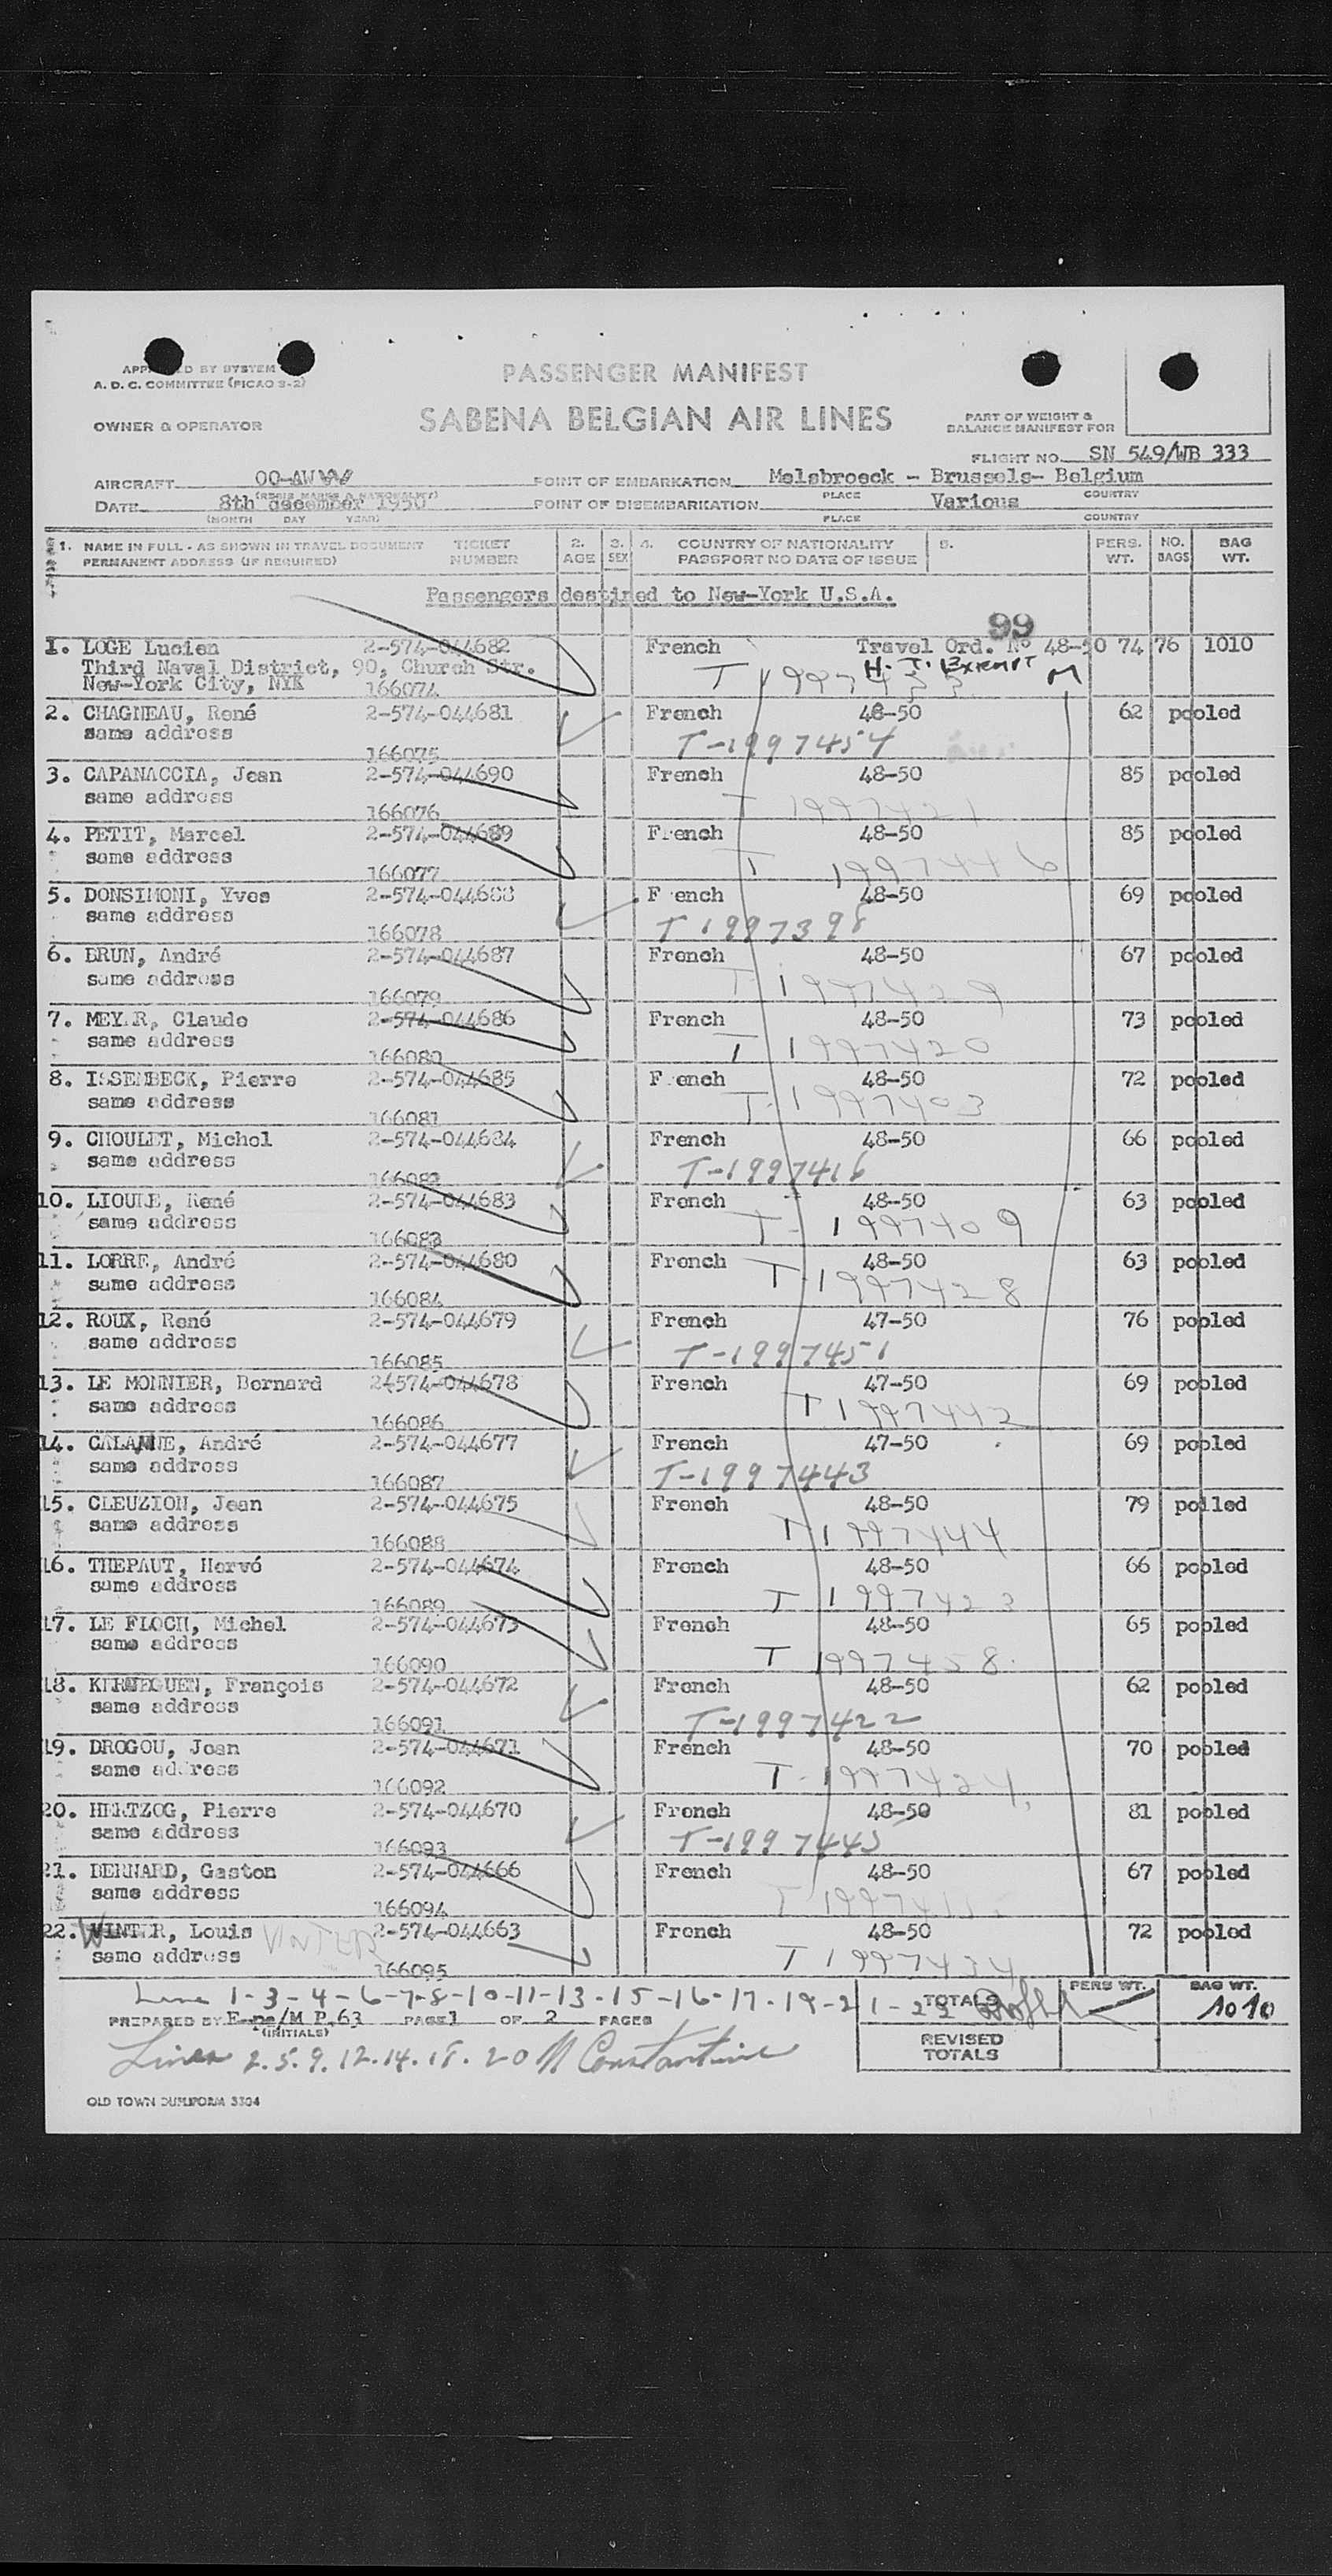 APP D BY SYSTEM
A. D. C. COMMITTEE (PICAO S-2)
PASSENGER MANIFEST
OWNER & OPERATOR
SABENA BELGIAN AIR LINES
PART OF WEIGHT &
BALANCE MANIFEST FOR
FLIGHT NO. SN 549/WB 333
AIRCRAFT OO-AWW POINT OF EMBARKATION Melsbroeck - Brussels- Belgium
PLACE COUNTRY
DATE 8th december 1950 POINT OF DISEMBARKATION Various
(MONTH DAY YEAR) PLACE COUNTRY
1. NAME IN FULL - AS SHOWN IN TRAVEL DOCUMENT TICKET 2. 3. 4. COUNTRY OF NATIONALITY 5. PERS. NO. BAG
PERMANENT ADDRESS (IF REQUIRED) NUMBER AGE SEX PASSPORT NO DATE OF ISSUE WT. BAGS WT.
Passengers destined to New-York U.S.A.
99
1. LOGE Lucien 2-574-044682 French Travel Ord. No 48-50 74 76 1010
Third Naval District, 90, Church Str. H. T. Exempt
New-York City, NYK 166074 M
2. CHAGNEAU, René 2-574-044681 French 48-50 62 pooled
same address T-1997454
166075
3. CAPANACCIA, Jean 2-574-044690 French 48-50 85 pooled
same address T 1997421
166076
4. PETIT, Marcel 2-574-044689 French 48-50 85 pooled
same address T 1997446
166077
5. DONSIMONI, Yves 2-574-044688 F ench 48-50 69 pooled
same address T-1997398
166078
6. BRUN, André 2-574-044687 French 48-50 67 pooled
same address T-1997429
166079
7. MEY.R, Claude 2-574-044686 French 48-50 73 pooled
same address T 1997420
166080
8. ISSENBECK, Pierre 2-574-044685 F ench 48-50 72 pooled
same address T-1997403
166081
9. CHOULET, Michel 2-574-044684 French 48-50 66 pooled
same address T-1997416
166082
10. LIOURE, René 2-574-044683 French 48-50 63 pooled
same address T-1997409
166083
11. LORRE, André 2-574-044680 French 48-50 63 pooled
same address T-1997428
166084
12. ROUX, René 2-574-044679 French 47-50 76 pooled
same address T-1997451
166085
13. LE MONNIER, Bernard 2-574-044678 French 47-50 69 pooled
same address T 1997442
166086
14. CALANNE, André 2-574-044677 French 47-50 69 pooled
same address T-1997443
166087
15. CLEUZIOU, Jean 2-574-044675 French 48-50 79 poiled
same address T-1997444
166088
16. THEPAUT, Hervé 2-574-044674 French 48-50 66 pooled
same address T 1997423
166089
17. LE FLOCH, Michel 2-574-044673 French 48-50 65 pooled
same address T 1997458
166090
18. François 2-574-044672 French 48-50 62 pooled
same address T-1997422
166091
19. DROGOU, Jean 2-574-044671 French 48-50 70 pooled
same address T-1997424
166092
20. HERTZOG, Pierre 2-574-044670 French 48-50 81 pooled
same address T-1997445
166093
21. BERNARD, Gaston 2-574-044666 French 48-50 67 pooled
same address
166094
22. WINTER, Louis WINTER 2-574-044663 French 48-50 72 pooled
same address T 1997434
166095
Line 1-3-4-6-7-8-10-11-13-15-16-17-19-21-22 TOTALS PERS WT. BAG WT.
1010
PREPARED BY PAGE 1 OF 2 PAGES
(INITIALS)
REVISED
TOTALS
Lines 2.5.9.12.14.18.20 M Constantine
OLD TOWN DUPLIFORM 3304